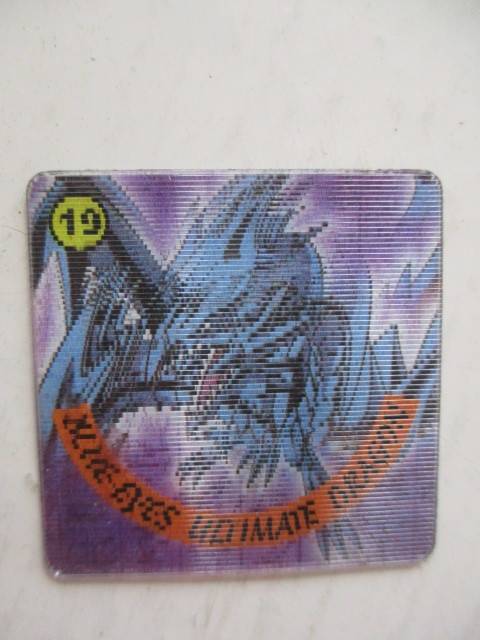 19
BLUE-EYES ULTIMATE DRAGON